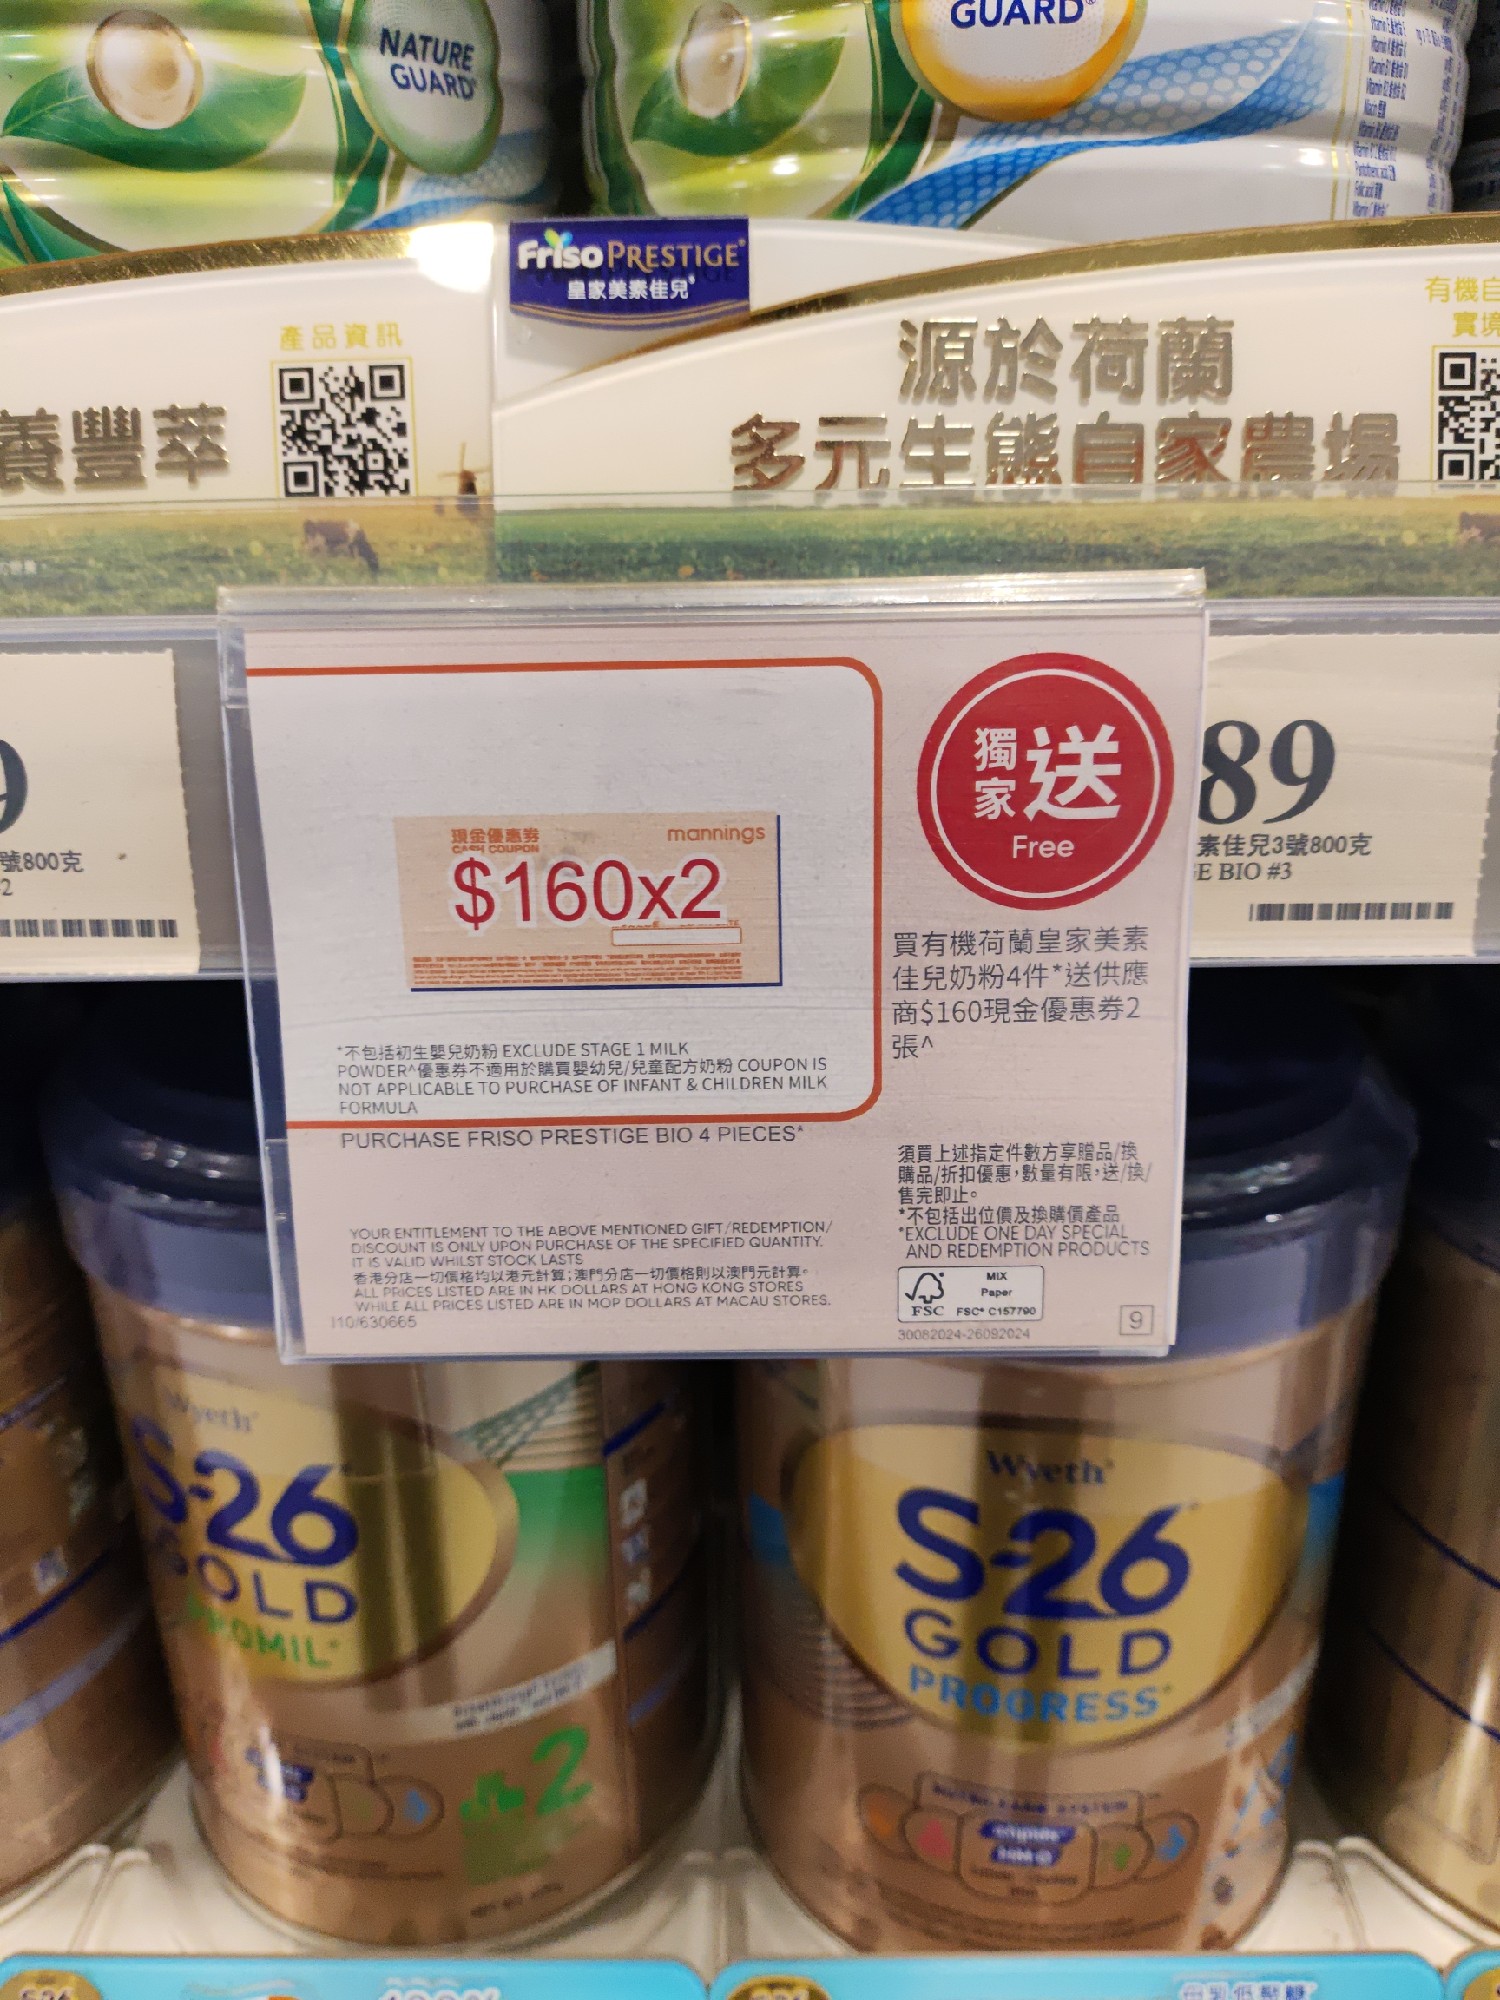 NATURE
GUARD®
GUARD®
Friso PRESTIGE®
皇家美素佳兒®
產品資訊
養豐萃
源於荷蘭
多元生態自家農場
有機自
實境
獨家送
Free
現金優惠券
CASH COUPON
mannings
$160x2
買有機荷蘭皇家美素
佳兒奶粉4件*送供應
商$160現金優惠券2
張^
*不包括初生嬰兒奶粉 EXCLUDE STAGE 1 MILK
POWDER^優惠券不適用於購買嬰幼兒/兒童配方奶粉 COUPON IS
NOT APPLICABLE TO PURCHASE OF INFANT & CHILDREN MILK
FORMULA
PURCHASE FRISO PRESTIGE BIO 4 PIECES*
須買上述指定件數方享贈品/換
購品/折扣優惠，數量有限，送/換/
售完即止。
*不包括出位價及換購價產品
*EXCLUDE ONE DAY SPECIAL
AND REDEMPTION PRODUCTS
YOUR ENTITLEMENT TO THE ABOVE MENTIONED GIFT/REDEMPTION/
DISCOUNT IS ONLY UPON PURCHASE OF THE SPECIFIED QUANTITY.
IT IS VALID WHILST STOCK LASTS
香港分店一切價格均以港元計算；澳門分店一切價格則以澳門元計算。
ALL PRICES LISTED ARE IN HK DOLLARS AT HONG KONG STORES
WHILE ALL PRICES LISTED ARE IN MOP DOLLARS AT MACAU STORES.
110/630665
FSC
MIX
Paper
FSC® C157790
30082024-26092024
9
9
號800克
2
89
素佳兒3號800克
E BIO #3
Wyeth®
S-26
GOLD
PROMIL®
2
Wyeth®
S-26
GOLD
PROGRESS®
S-26